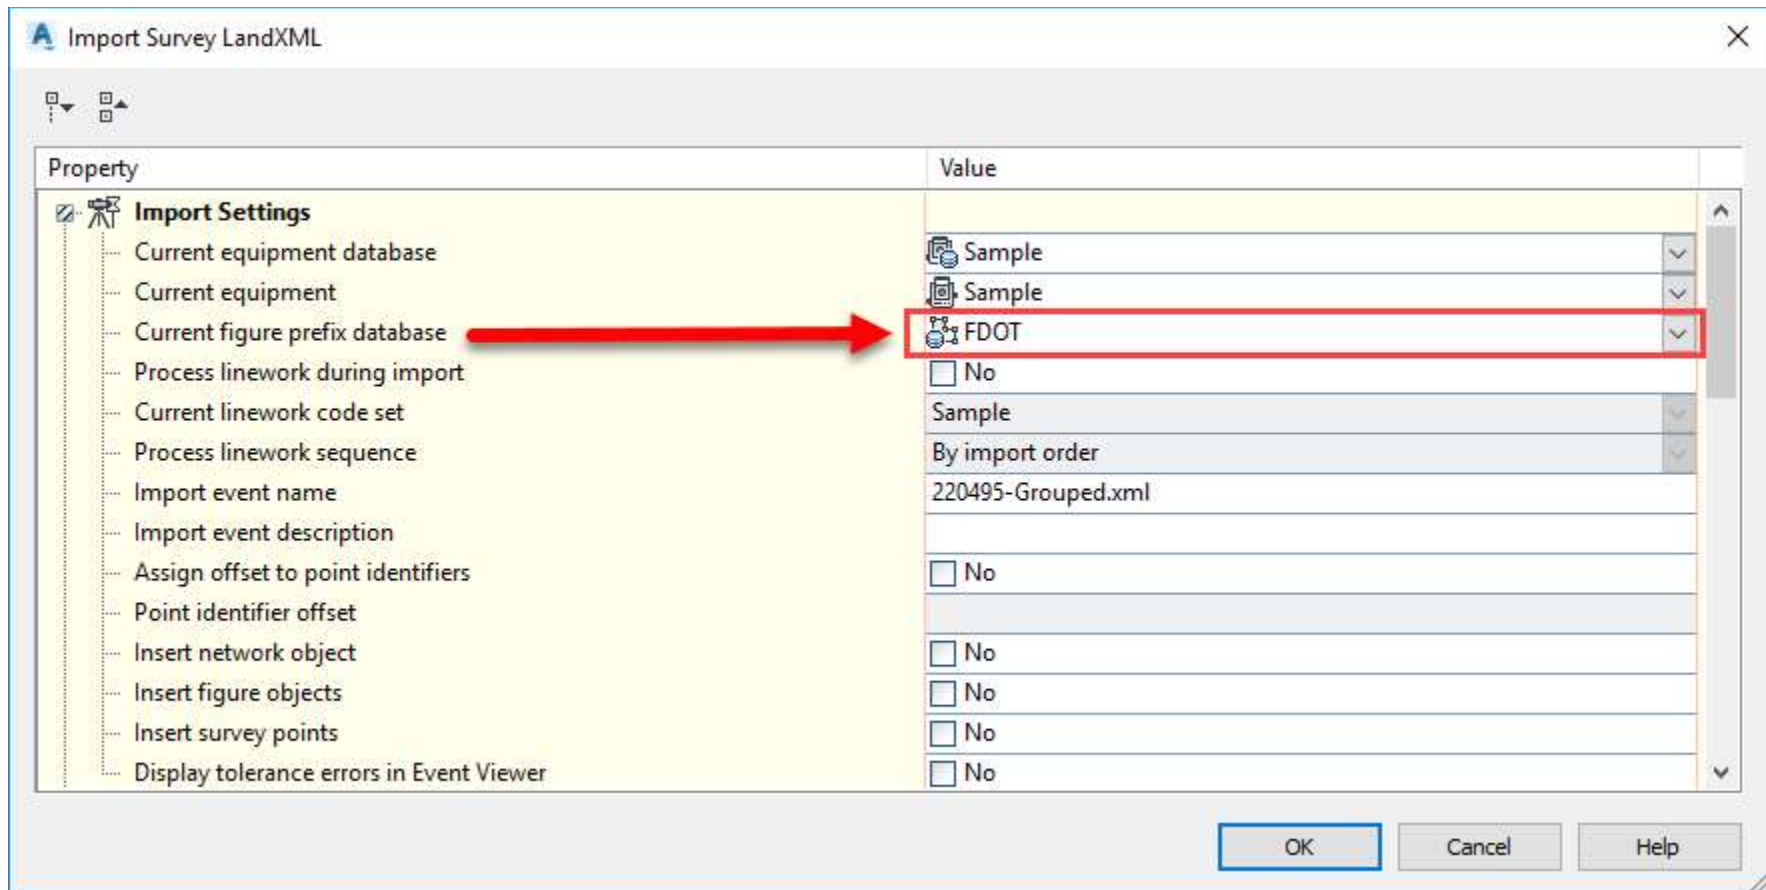 Import Survey LandXML
Property Value
Import Settings
Current equipment database Sample
Current equipment Sample
Current figure prefix database FDOT
Process linework during import No
Current linework code set Sample
Process linework sequence By import order
Import event name 220495-Grouped.xml
Import event description
Assign offset to point identifiers No
Point identifier offset
Insert network object No
Insert figure objects No
Insert survey points No
Display tolerance errors in Event Viewer No
OK Cancel Help